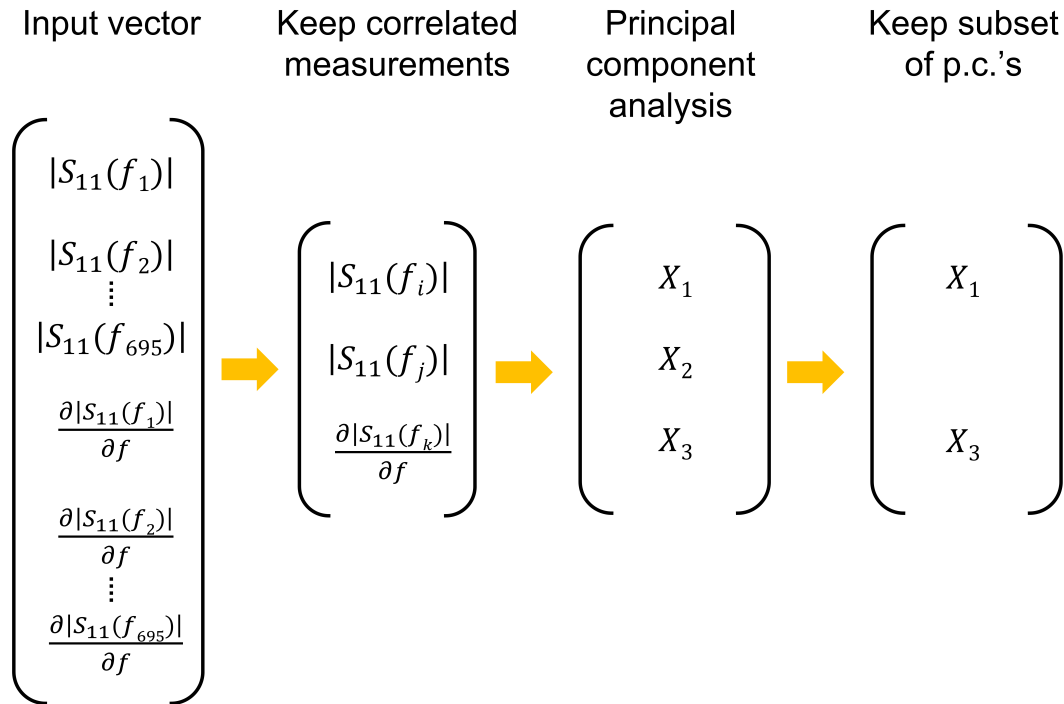 Input vector
Keep correlated
measurements
Principal
component
analysis
Keep subset
of p.c.'s
|S₁₁(f₁)|
|S₁₁(f₂)|
⋮
|S₁₁(f₆₉₅)|
∂|S₁₁(f₁)|
∂f
∂|S₁₁(f₂)|
∂f
⋮
∂|S₁₁(f₆₉₅)|
∂f
|S₁₁(fᵢ)|
|S₁₁(fⱼ)|
∂|S₁₁(fₖ)|
∂f
X₁
X₂
X₃
X₁
X₃